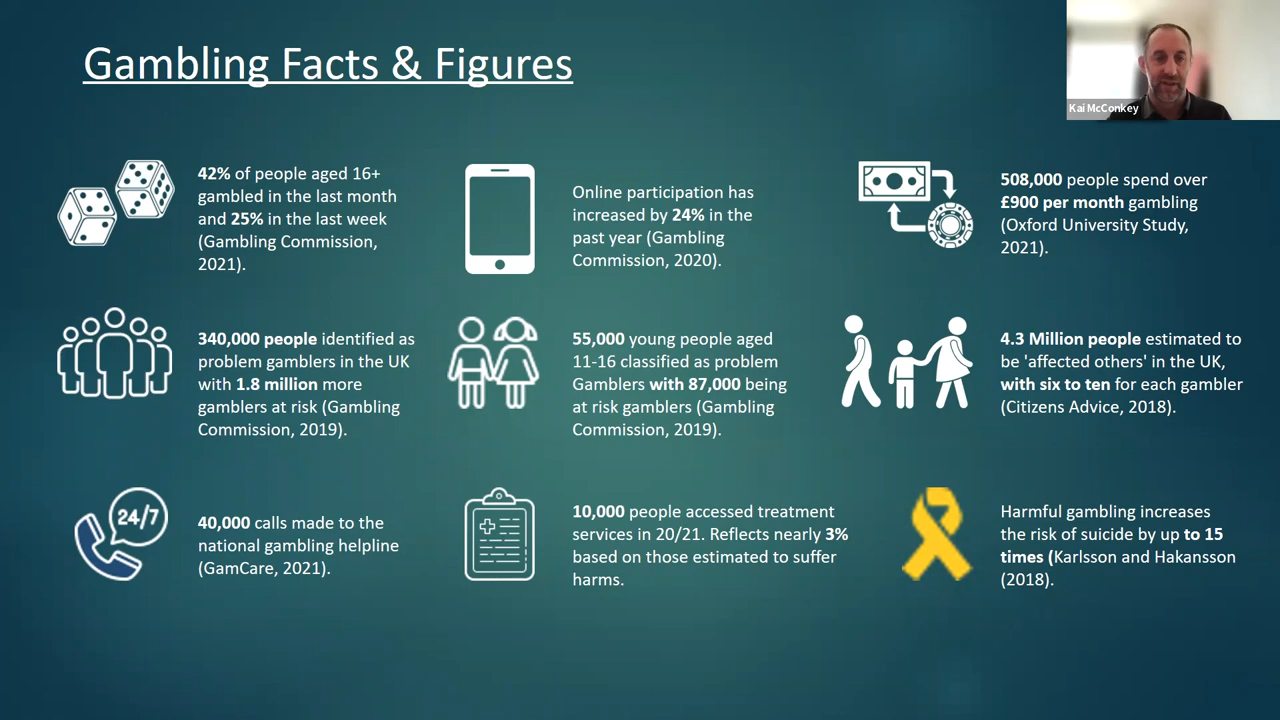 Gambling Facts & Figures
Kai McConkey
42% of people aged 16+
gambled in the last month
and 25% in the last week
(Gambling Commission,
2021).
Online participation has
increased by 24% in the
past year (Gambling
Commission, 2020).
508,000 people spend over
£900 per month gambling
(Oxford University Study,
2021).
340,000 people identified as
problem gamblers in the UK
with 1.8 million more
gamblers at risk (Gambling
Commission, 2019).
55,000 young people aged
11-16 classified as problem
Gamblers with 87,000 being
at risk gamblers (Gambling
Commission, 2019).
4.3 Million people estimated to
be 'affected others' in the UK,
with six to ten for each gambler
(Citizens Advice, 2018).
24/7
40,000 calls made to the
national gambling helpline
(GamCare, 2021).
10,000 people accessed treatment
services in 20/21. Reflects nearly 3%
based on those estimated to suffer
harms.
Harmful gambling increases
the risk of suicide by up to 15
times (Karlsson and Hakansson
(2018).